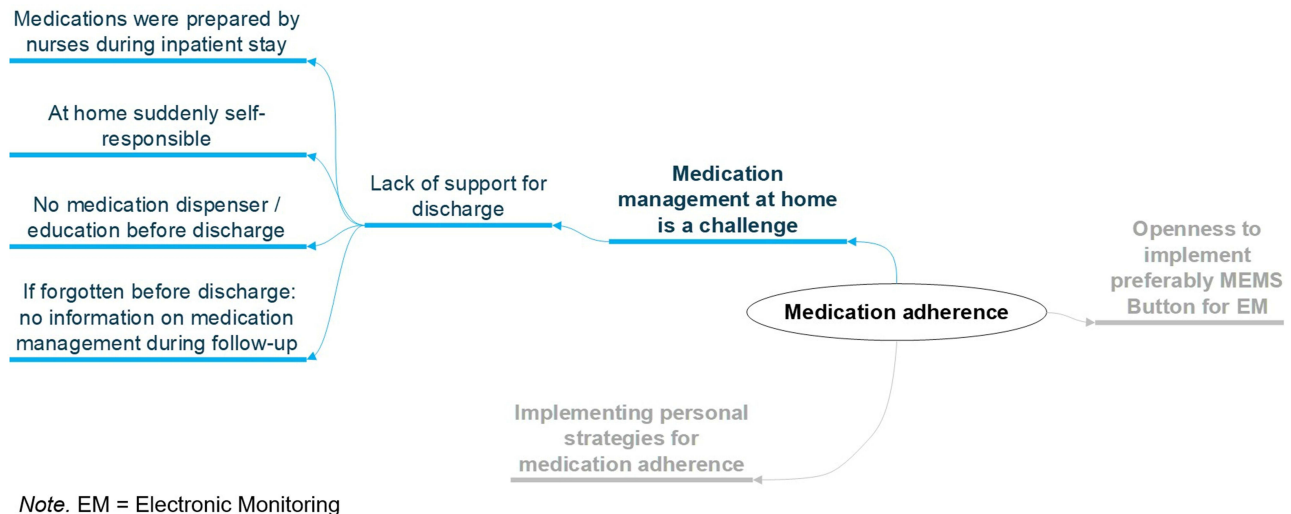 Medications were prepared by
nurses during inpatient stay
At home suddenly self-
responsible
No medication dispenser /
education before discharge
If forgotten before discharge:
no information on medication
management during follow-up
Lack of support for
discharge
Medication
management at home
is a challenge
Medication adherence
Openness to
implement
preferably MEMS
Button for EM
Implementing personal
strategies for
medication adherence
Note. EM = Electronic Monitoring